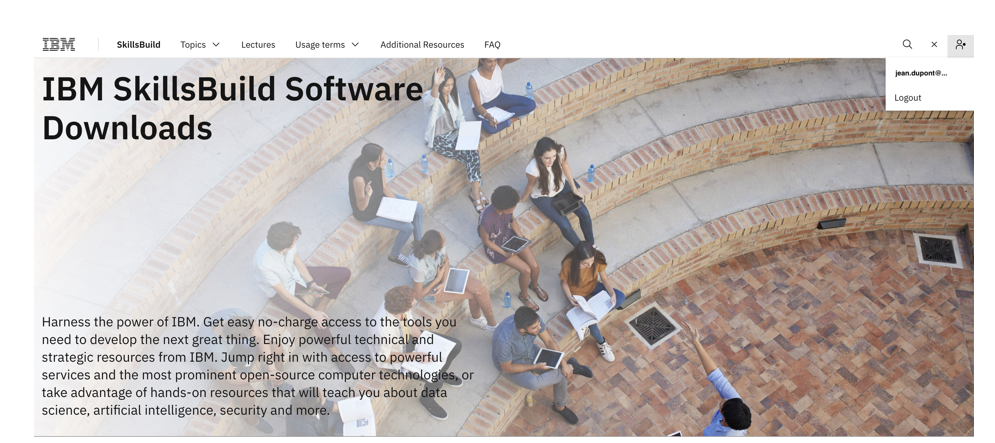 IBM SkillsBuild Topics Lectures Usage terms Additional Resources FAQ
jean.dupont@...
Logout
IBM SkillsBuild Software
Downloads
Harness the power of IBM. Get easy no-charge access to the tools you
need to develop the next great thing. Enjoy powerful technical and
strategic resources from IBM. Jump right in with access to powerful
services and the most prominent open-source computer technologies, or
take advantage of hands-on resources that will teach you about data
science, artificial intelligence, security and more.